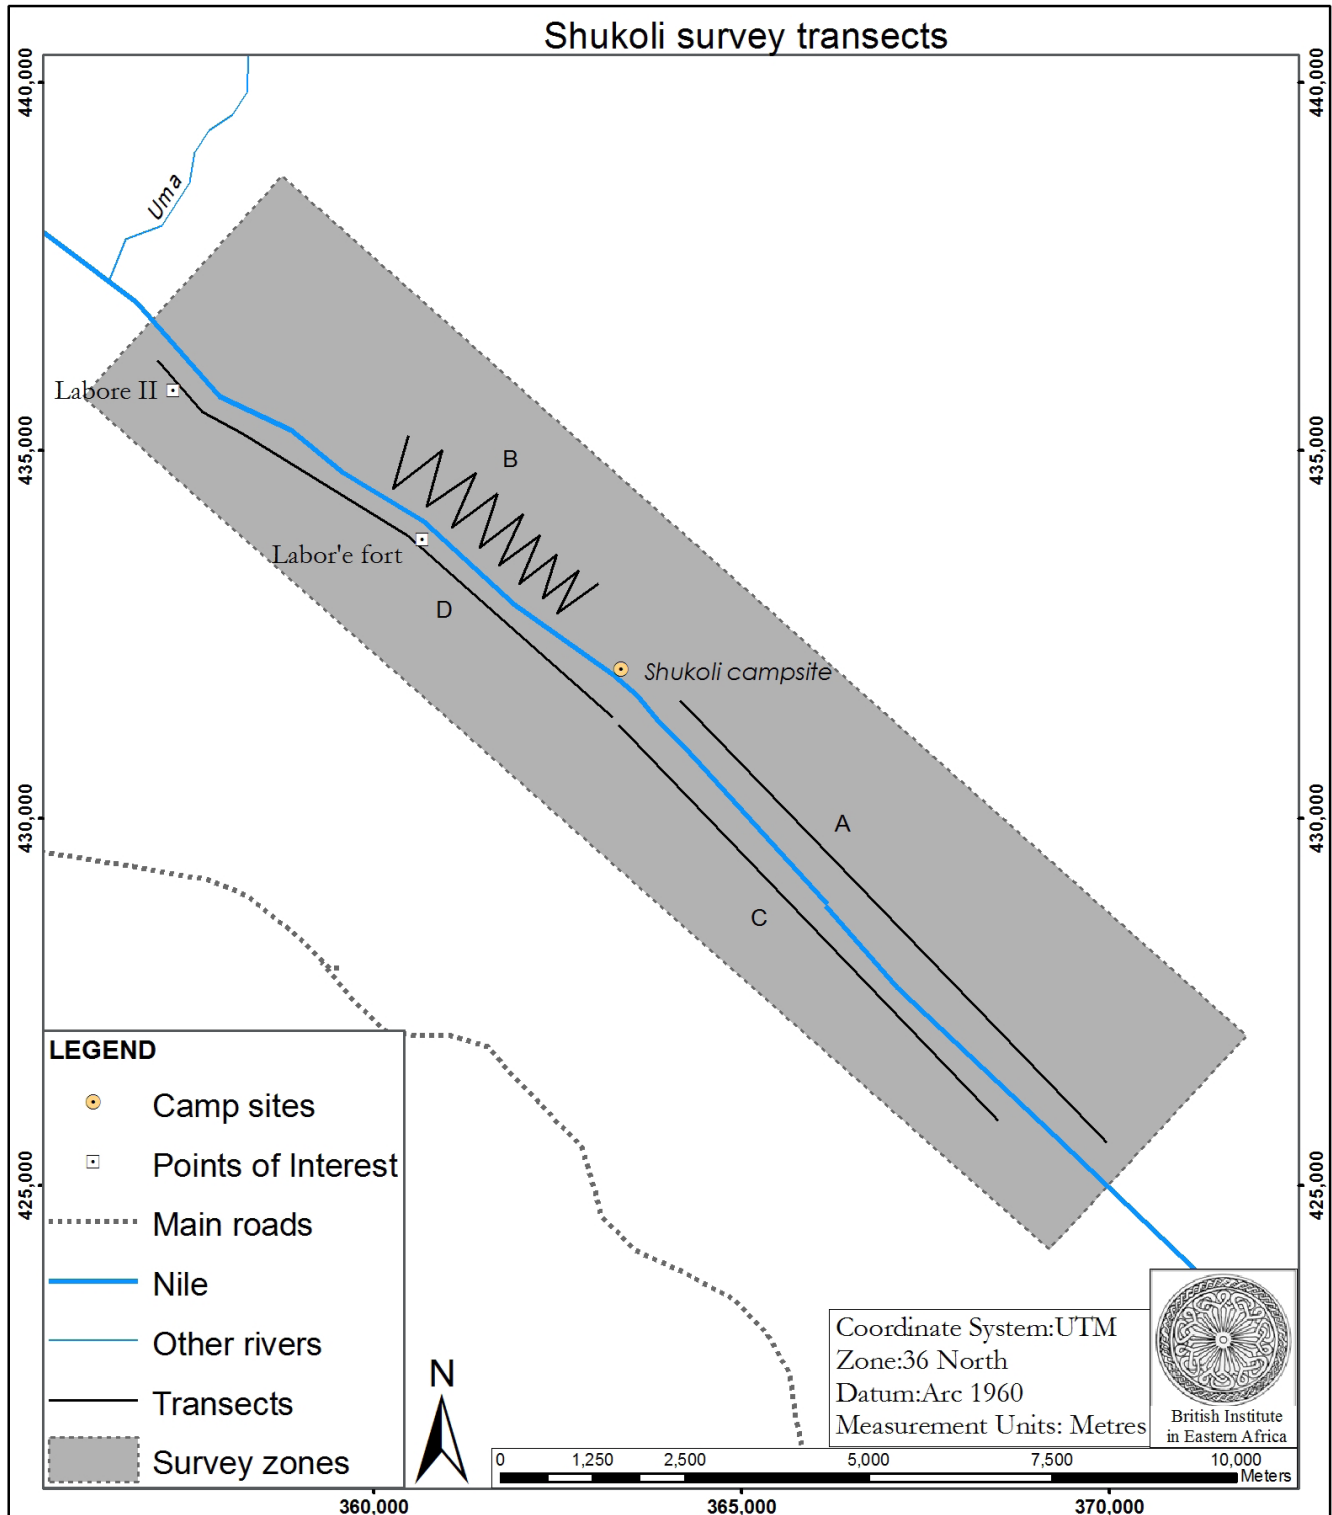 Shukoli survey transects
440,000
440,000
Uma
Labore II
435,000
435,000
B
Labor'e fort
D
Shukoli campsite
430,000
430,000
A
C
LEGEND
Camp sites
Points of Interest
Main roads
Nile
Other rivers
Transects
Survey zones
425,000
425,000
N
Coordinate System:UTM
Zone:36 North
Datum:Arc 1960
Measurement Units: Metres
British Institute
in Eastern Africa
0 1,250 2,500 5,000 7,500 10,000
Meters
360,000
365,000
370,000